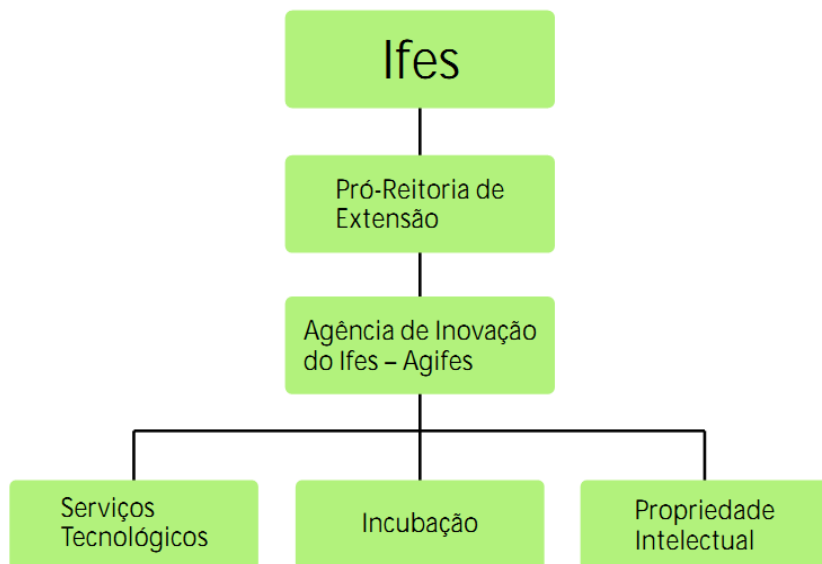 Ifes
Pró-Reitoria de
Extensão
Agência de Inovação
do Ifes – Agifes
Serviços
Tecnológicos
Incubação
Propriedade
Intelectual